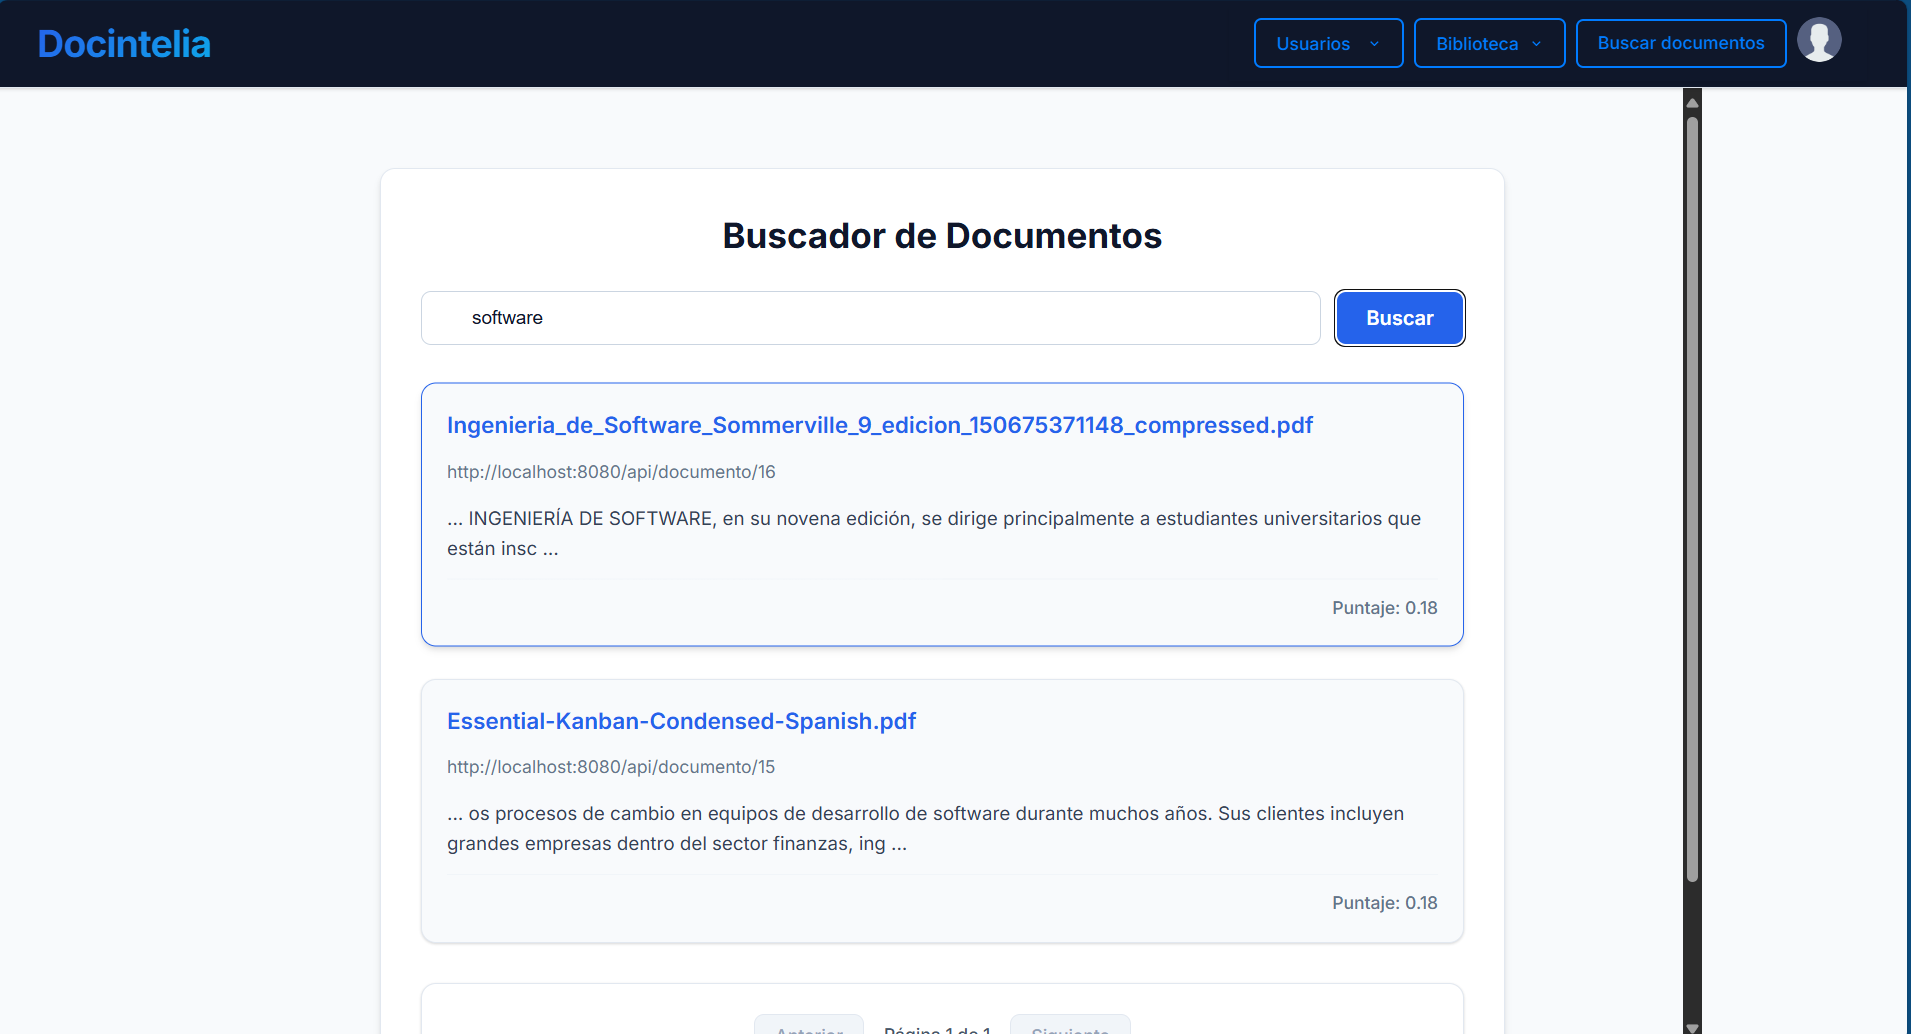 Docintelia
Usuarios
Biblioteca
Buscar documentos
Buscador de Documentos
software
Buscar
Ingenieria_de_Software_Sommerville_9_edicion_150675371148_compressed.pdf
http://localhost:8080/api/documento/16
... INGENIERÍA DE SOFTWARE, en su novena edición, se dirige principalmente a estudiantes universitarios que
están insc ...
Puntaje: 0.18
Essential-Kanban-Condensed-Spanish.pdf
http://localhost:8080/api/documento/15
... os procesos de cambio en equipos de desarrollo de software durante muchos años. Sus clientes incluyen
grandes empresas dentro del sector finanzas, ing ...
Puntaje: 0.18
Anterior
Página 1 de 1
Siguiente